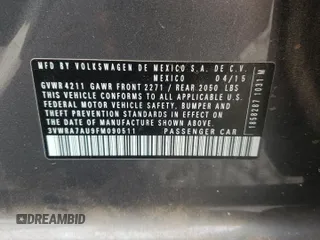 MFD BY VOLKSWAGEN DE MEXICO S.A. DE C.V.
MEXICO 04/15
GVWR 4211 GAWR FRONT 2271 / REAR 2050 LBS
THIS VEHICLE CONFORMS TO ALL APPLICABLE
FEDERAL MOTOR VEHICLE SAFETY, BUMPER AND
THEFT PREVENTION STANDARDS IN EFFECT ON
THE DATE OF MANUFACTURE SHOWN ABOVE.
3VWRA7AU9FM090511 PASSENGER CAR
1658287 1031 M
DREAMBID